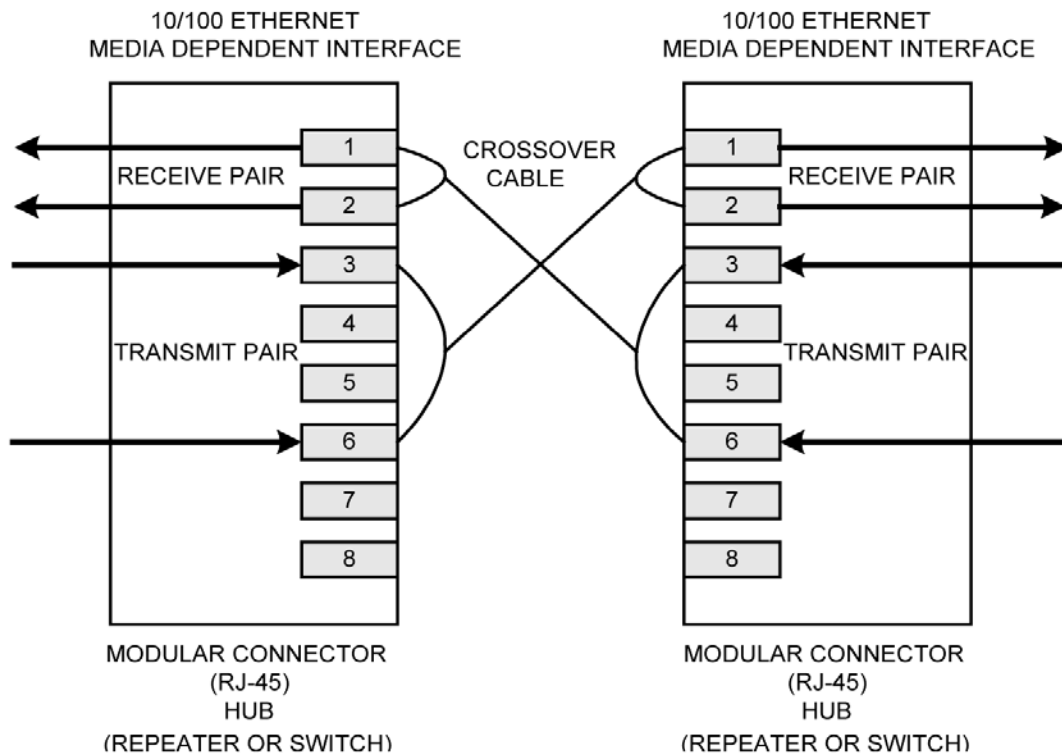 10/100 ETHERNET
MEDIA DEPENDENT INTERFACE
10/100 ETHERNET
MEDIA DEPENDENT INTERFACE
1
RECEIVE PAIR
2
3
4
TRANSMIT PAIR
5
6
7
8
CROSSOVER
CABLE
1
RECEIVE PAIR
2
3
4
TRANSMIT PAIR
5
6
7
8
MODULAR CONNECTOR
(RJ-45)
HUB
(REPEATER OR SWITCH)
MODULAR CONNECTOR
(RJ-45)
HUB
(REPEATER OR SWITCH)